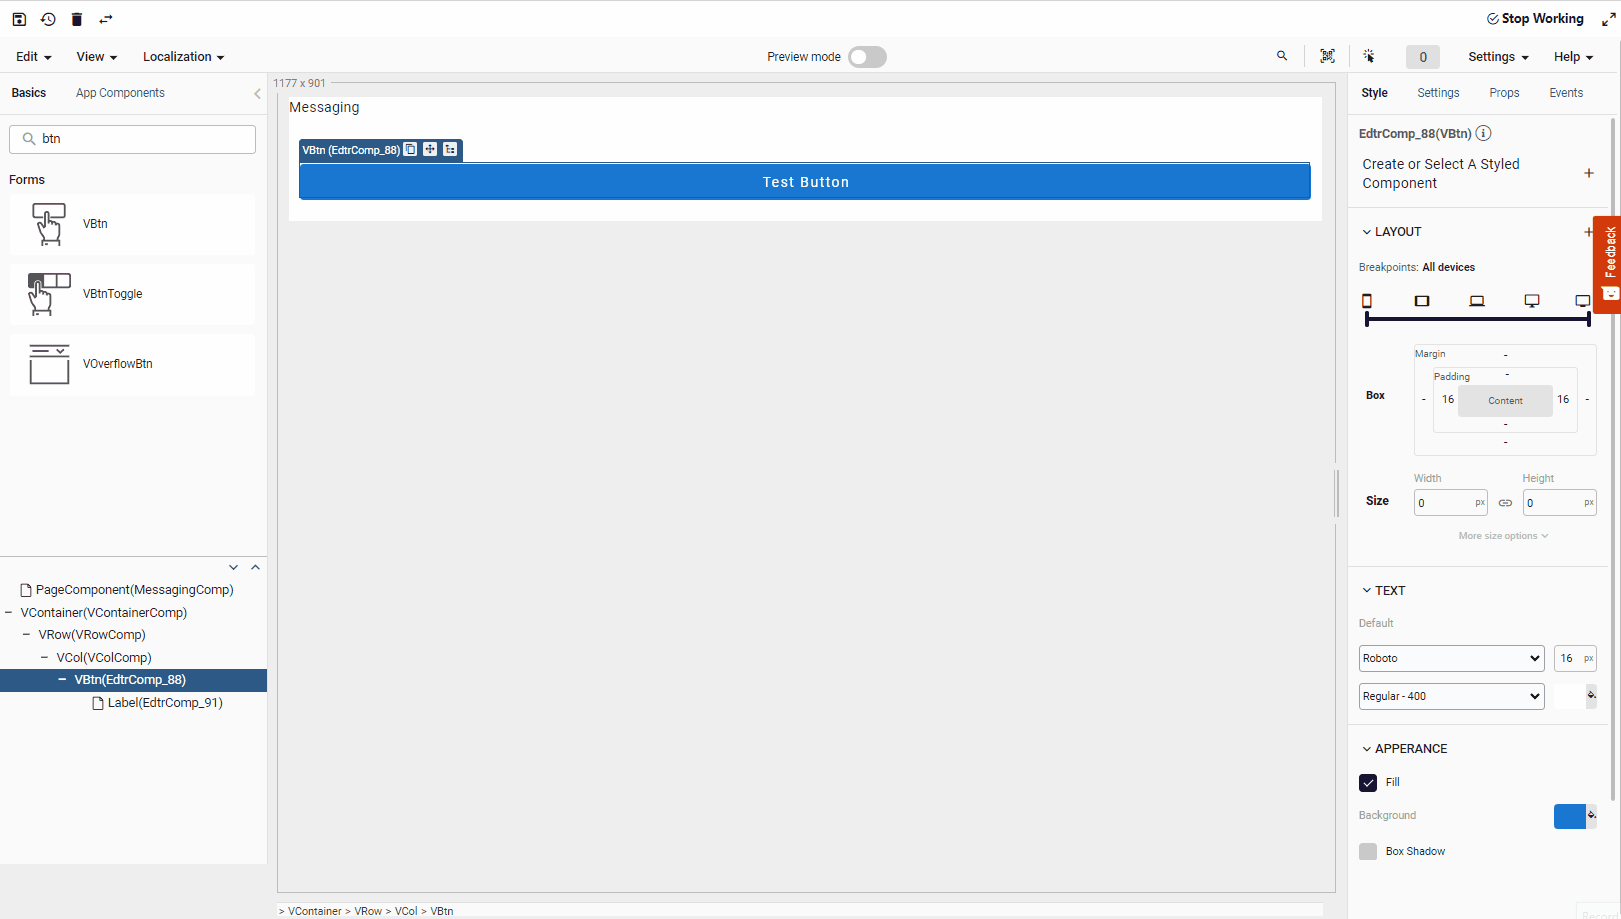 Stop Working
Edit
View
Localization
Preview mode
0
Settings
Help
Basics
App Components
btn
Forms
VBtn
VBtnToggle
VOverflowBtn
PageComponent(MessagingComp)
VContainer(VContainerComp)
VRow(VRowComp)
VCol(VColComp)
VBtn(EdtrComp_88)
Label(EdtrComp_91)
1177 x 901
Messaging
VBtn (EdtrComp_88)
Test Button
> VContainer > VRow > VCol > VBtn
Style
Settings
Props
Events
EdtrComp_88(VBtn)
Create or Select A Styled
Component
LAYOUT
Feedback
Breakpoints: All devices
Margin
-
Padding
-
Box
- 16 Content 16 -
-
-
Width
Height
Size
0 px
0 px
More size options
TEXT
Default
Roboto
16 px
Regular - 400
APPERANCE
Fill
Background
Box Shadow
Record